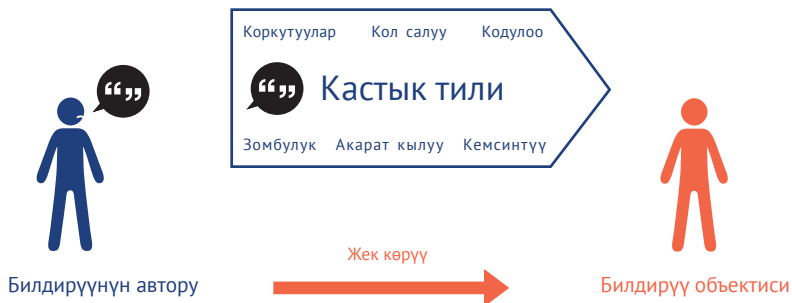 Коркутуулар Кол салуу Кодулоо
“„ “„ Кастык тили
Зомбулук Акарат кылуу Кемсинтүү
Жек көрүү
Билдирүүнүн автору Билдирүү объектиси